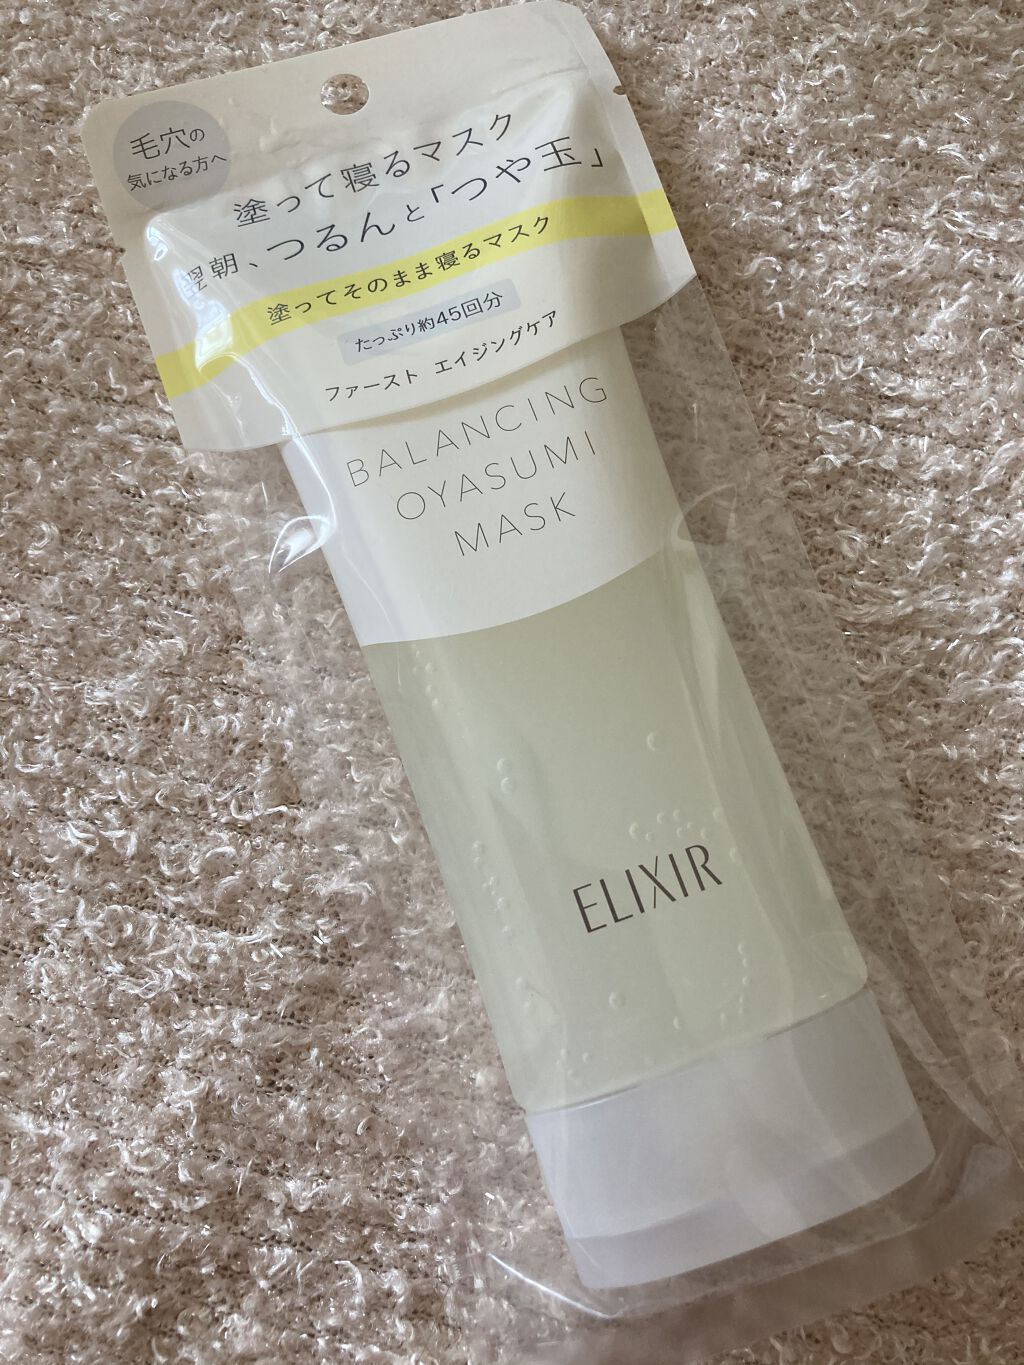 毛穴の
気になる方へ
塗って寝るマスク
翌朝、つるんと「つや玉」
塗ってそのまま寝るマスク
たっぷり約45回分
ファースト エイジングケア
BALANCING
OYASUMI
MASK
ELIXIR